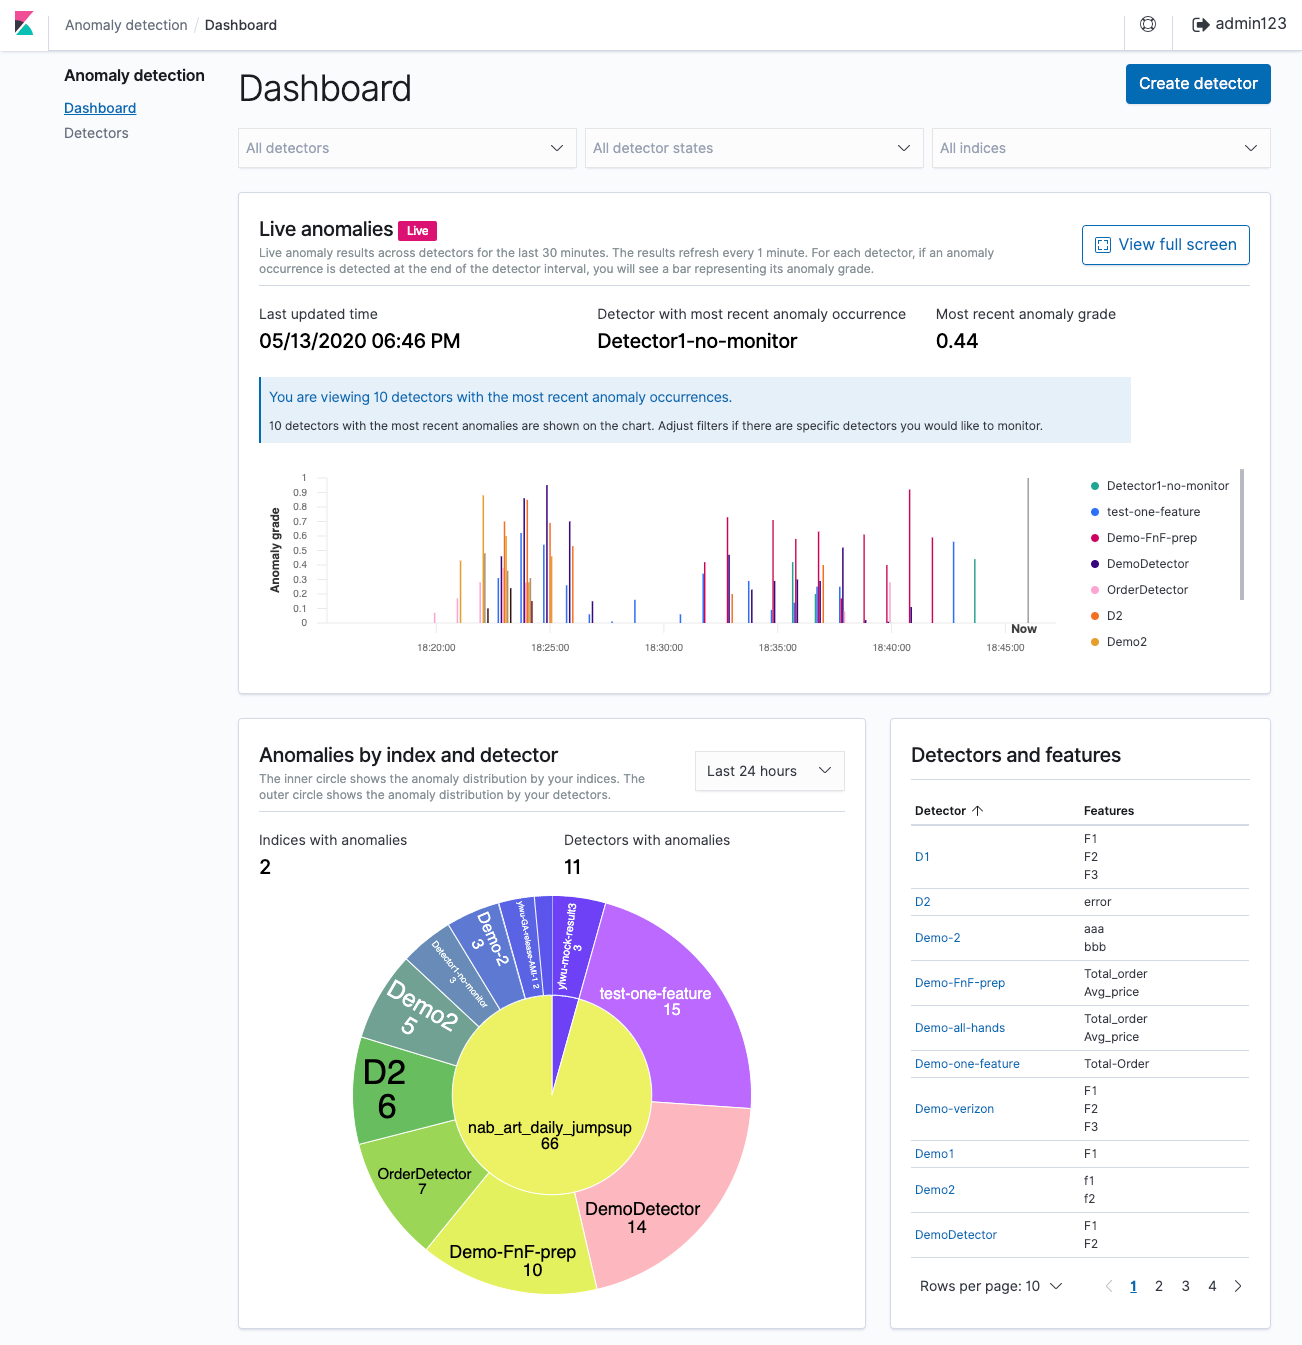 Anomaly detection / Dashboard
admin123
Anomaly detection
Dashboard
Detectors
Dashboard
Create detector
All detectors
All detector states
All indices
Live anomalies Live
Live anomaly results across detectors for the last 30 minutes. The results refresh every 1 minute. For each detector, if an anomaly
occurrence is detected at the end of the detector interval, you will see a bar representing its anomaly grade.
View full screen
Last updated time
05/13/2020 06:46 PM
Detector with most recent anomaly occurrence
Detector1-no-monitor
Most recent anomaly grade
0.44
You are viewing 10 detectors with the most recent anomaly occurrences.
10 detectors with the most recent anomalies are shown on the chart. Adjust filters if there are specific detectors you would like to monitor.
Anomaly grade
1
0.9
0.8
0.7
0.6
0.5
0.4
0.3
0.2
0.1
0
18:20:00
18:25:00
18:30:00
18:35:00
18:40:00
18:45:00
Now
Detector1-no-monitor
test-one-feature
Demo-FnF-prep
DemoDetector
OrderDetector
D2
Demo2
Anomalies by index and detector
The inner circle shows the anomaly distribution by your indices. The
outer circle shows the anomaly distribution by your detectors.
Last 24 hours
Indices with anomalies
2
Detectors with anomalies
11
ylwu-mock-result3
3
test-one-feature
15
DemoDetector
14
Demo-FnF-prep
10
OrderDetector
7
D2
6
Demo2
5
Detector1-no-monitor
3
Demo-2
3
ylwu-GA-release-AMI-1 2
nab_art_daily_jumpsup
66
Detectors and features
Detector
Features
D1
F1
F2
F3
D2
error
Demo-2
aaa
bbb
Demo-FnF-prep
Total_order
Avg_price
Demo-all-hands
Total_order
Avg_price
Demo-one-feature
Total-Order
Demo-verizon
F1
F2
F3
Demo1
F1
Demo2
f1
f2
DemoDetector
F1
F2
Rows per page: 10
1 2 3 4